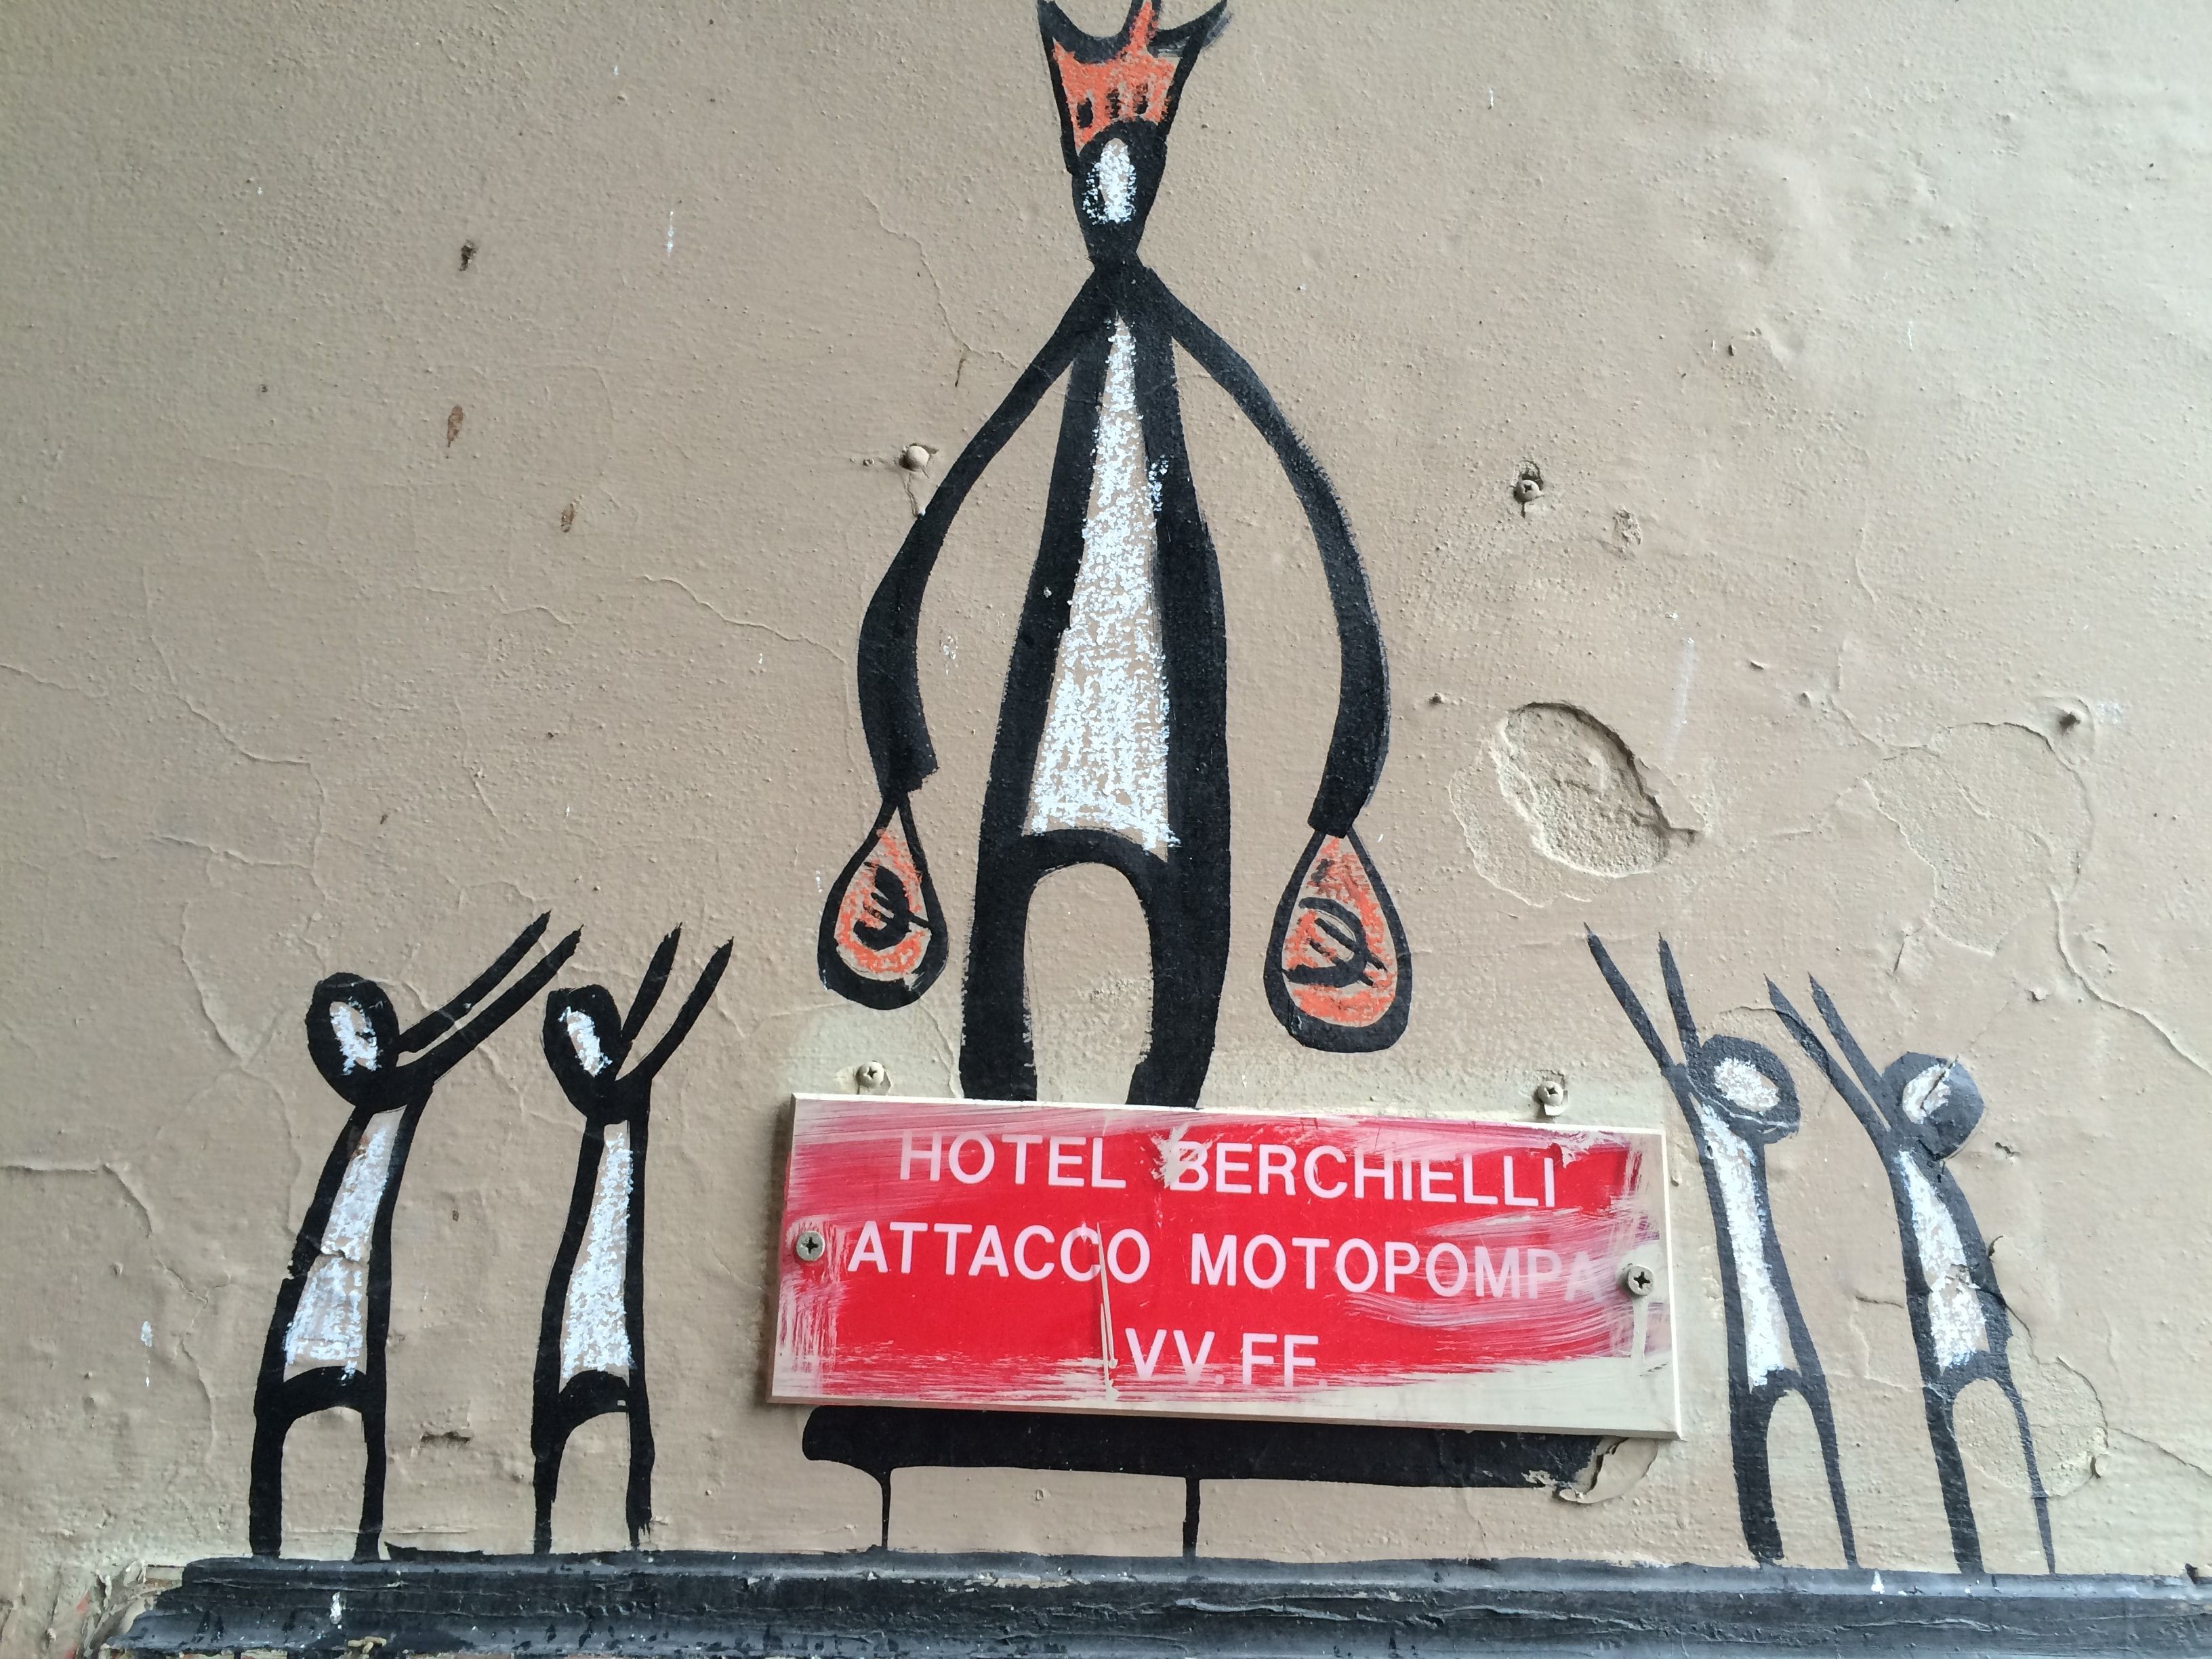 HOTEL BERCHIELLI
ATTACCO MOTOPOMPA
VV.FF.